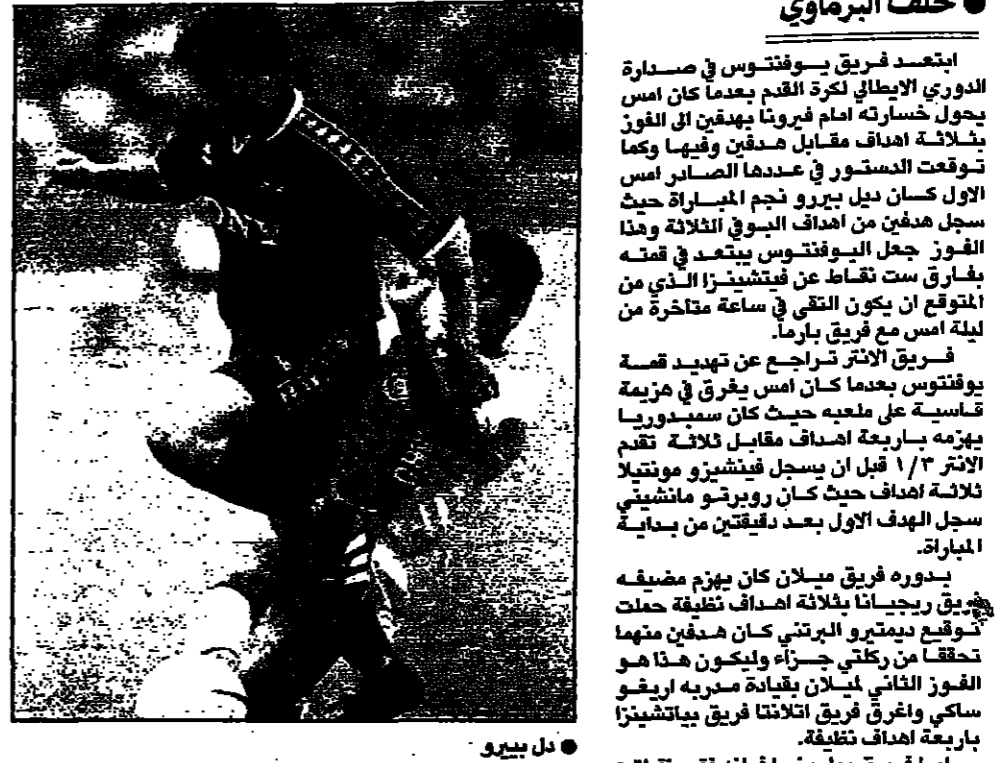 ● خلف البرماوي
ابتعد فريق يوفنتوس في صدارة
الدوري الايطالي لكرة القدم بعدما كان امس
يحول خسارته امام فيرونا بهدفين الى الفوز
بثلاثة اهداف مقابل هدفين وفيها وكما
توقعت الدستور في عددها الصادر امس
الاول كان ديل بيررو نجم المباراة حيث
سجل هدفين من اهداف اليوفي الثلاثة وهذا
الفوز جعل اليوفنتوس يبتعد في قمته
بفارق ست نقاط عن فيتشينزا الذي من
المتوقع ان يكون التقى في ساعة متاخرة من
ليلة امس مع فريق بارما.
فريق الانتر تراجع عن تهديد قمة
يوفنتوس بعدما كان امس يغرق في هزيمة
قاسية على ملعبه حيث كان سمبدوريا
يهزمه باربعة اهداف مقابل ثلاثة تقدم
الانتر ١/٣ قبل ان يسجل فينشيزو مونتيلا
ثلاثة اهداف حيث كان روبرتو مانشيني
سجل الهدف الاول بعد دقيقتين من بداية
المباراة.
بدوره فريق ميلان كان يهزم مضيفه
فريق ريجيانا بثلاثة اهداف نظيفة حملت
توقيع ديمتيرو البرتني كان هدفين منهما
تحققا من ركلتي جزاء وليكون هذا هو
الفوز الثاني لميلان بقيادة مدربه اريغو
ساكي واغرق فريق اتلانتا فريق بياتشينزا
باربعة اهداف نظيفة.
● دل بييرو